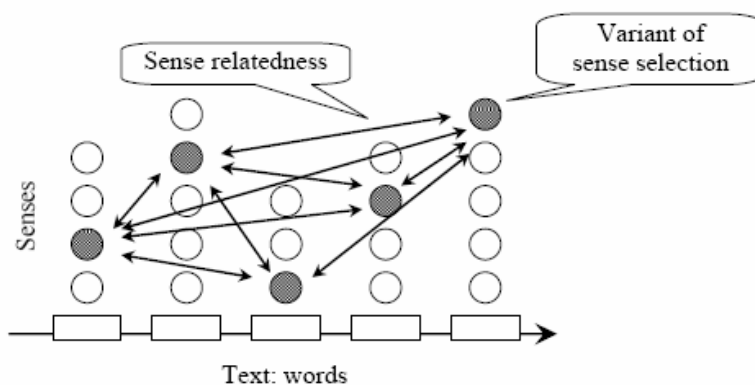 Variant of
sense selection
Sense relatedness
Senses
Text: words